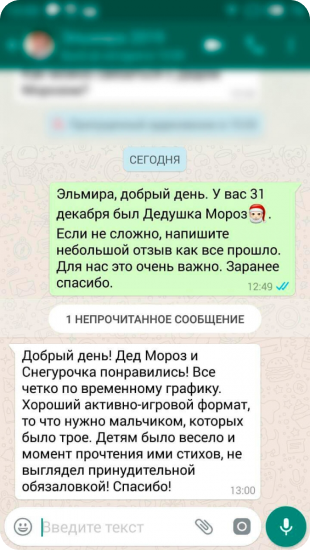 СЕГОДНЯ
Эльмира, добрый день. У вас 31
декабря был Дедушка Мороз🎅🏻.
Если не сложно, напишите
небольшой отзыв как все прошло.
Для нас это очень важно. Заранее
спасибо.
12:49
1 НЕПРОЧИТАННОЕ СООБЩЕНИЕ
Добрый день! Дед Мороз и
Снегурочка понравились! Все
четко по временному графику.
Хороший активно-игровой формат,
то что нужно мальчиком, которых
было трое. Детям было весело и
момент прочтения ими стихов, не
выглядел принудительной
обязаловкой! Спасибо!
13:00
Введите текст